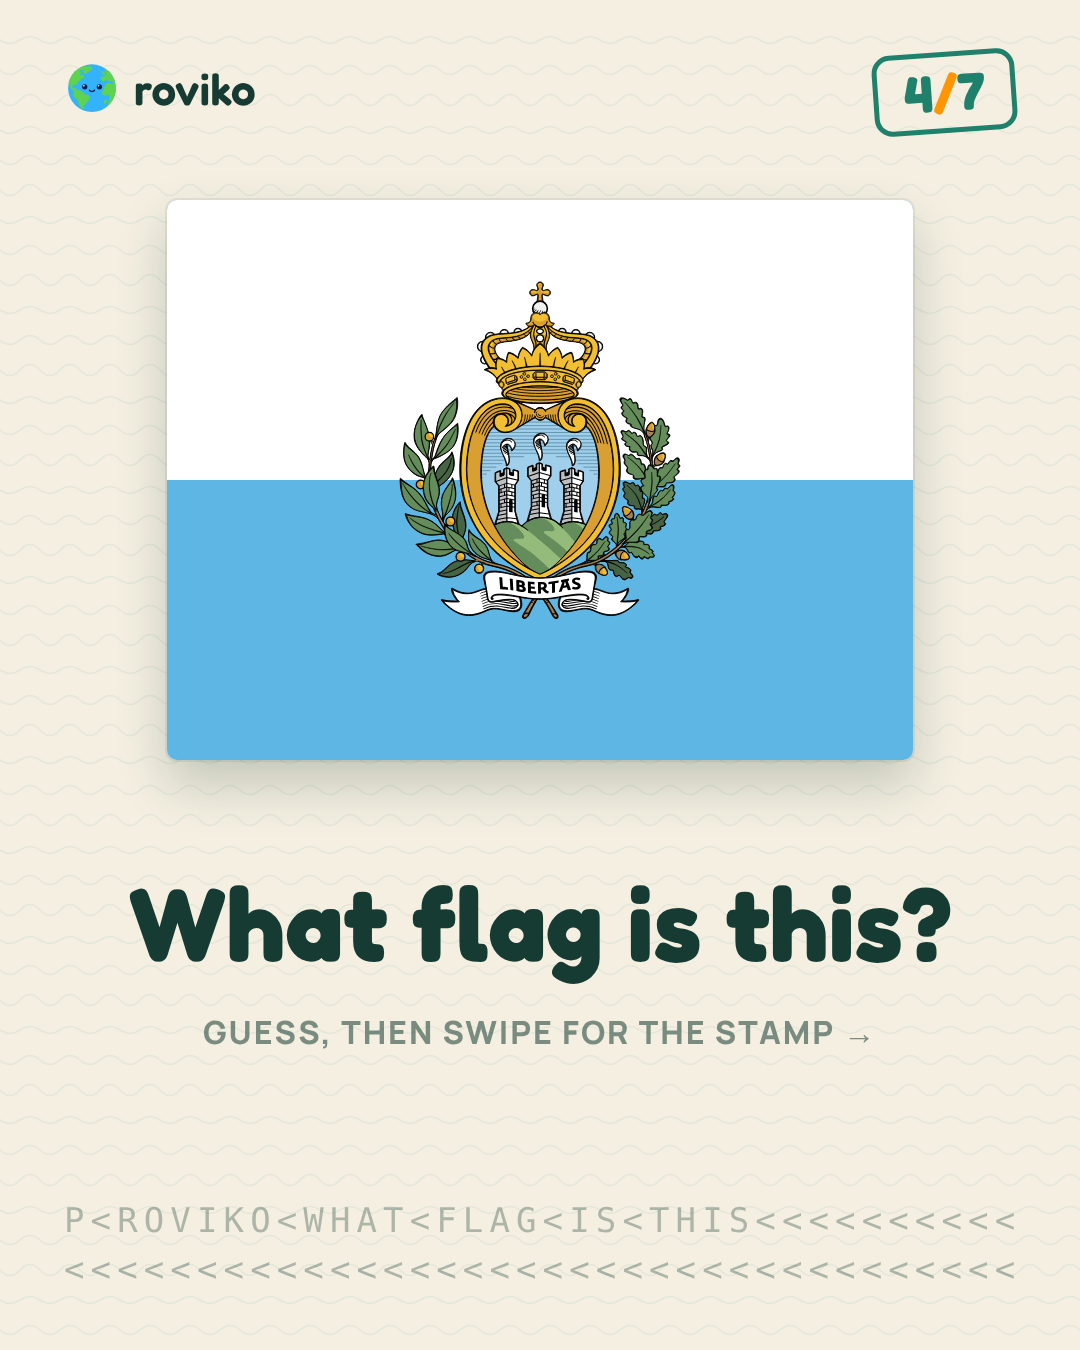 roviko
4/7
LIBERTAS
What flag is this?
GUESS, THEN SWIPE FOR THE STAMP →
P<ROVIKO<WHAT<FLAG<IS<THIS<<<<<<<<<<
<<<<<<<<<<<<<<<<<<<<<<<<<<<<<<<<<<<<